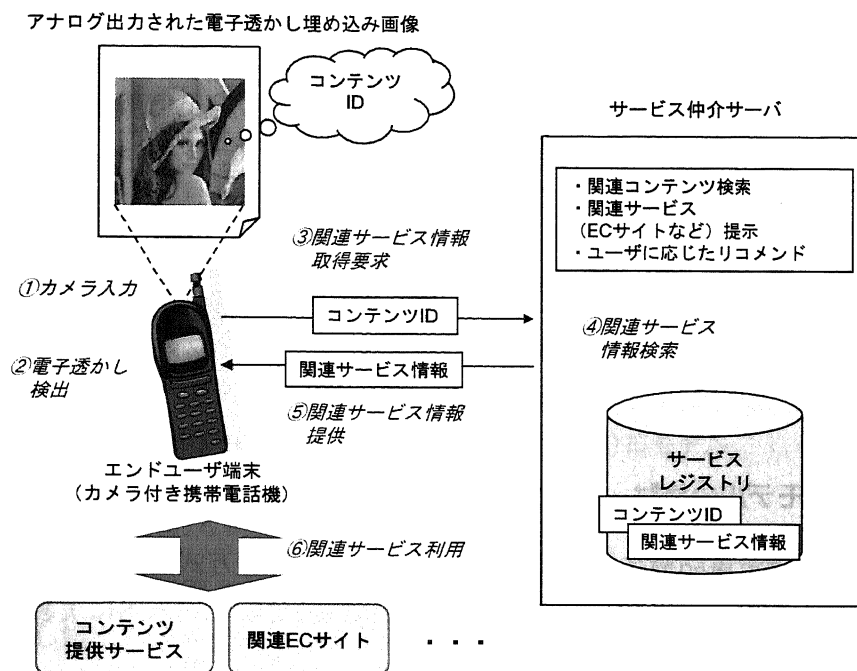 アナログ出力された電子透かし埋め込み画像
コンテンツ
ID
サービス仲介サーバ
・関連コンテンツ検索
・関連サービス
(ECサイトなど)提示
・ユーザに応じたリコメンド
③関連サービス情報
取得要求
①カメラ入力
コンテンツID
④関連サービス
情報検索
②電子透かし
検出
関連サービス情報
⑤関連サービス情報
提供
エンドユーザ端末
(カメラ付き携帯電話機)
サービス
レジストリ
コンテンツID
関連サービス情報
⑥関連サービス利用
コンテンツ
提供サービス
関連ECサイト
・・・